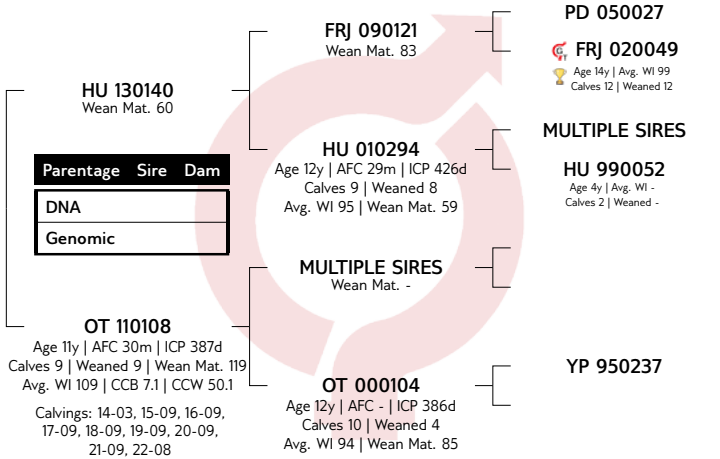 HU 130140
Wean Mat. 60
Parentage Sire Dam
DNA
Genomic
OT 110108
Age 11y | AFC 30m | ICP 387d
Calves 9 | Weaned 9 | Wean Mat. 119
Avg. WI 109 | CCB 7.1 | CCW 50.1
Calvings: 14-03, 15-09, 16-09,
17-09, 18-09, 19-09, 20-09,
21-09, 22-08
FRJ 090121
Wean Mat. 83
HU 010294
Age 12y | AFC 29m | ICP 426d
Calves 9 | Weaned 8
Avg. WI 95 | Wean Mat. 59
MULTIPLE SIRES
Wean Mat. -
OT 000104
Age 12y | AFC - | ICP 386d
Calves 10 | Weaned 4
Avg. WI 94 | Wean Mat. 85
PD 050027
FRJ 020049
Age 14y | Avg. WI 99
Calves 12 | Weaned 12
MULTIPLE SIRES
HU 990052
Age 4y | Avg. WI -
Calves 2 | Weaned -
YP 950237